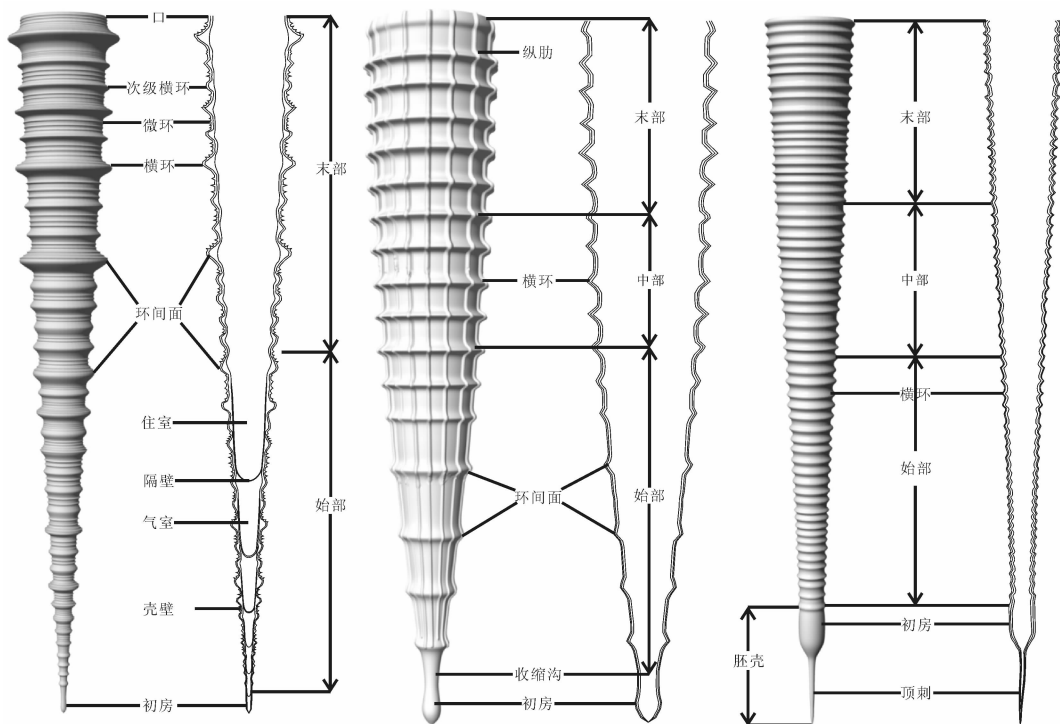 口
次级横环
微环
横环
末部
环间面
住室
隔壁
气室
始部
壳壁
初房
纵肋
末部
横环
中部
环间面
始部
收缩沟
初房
末部
中部
横环
始部
初房
胚壳
顶刺